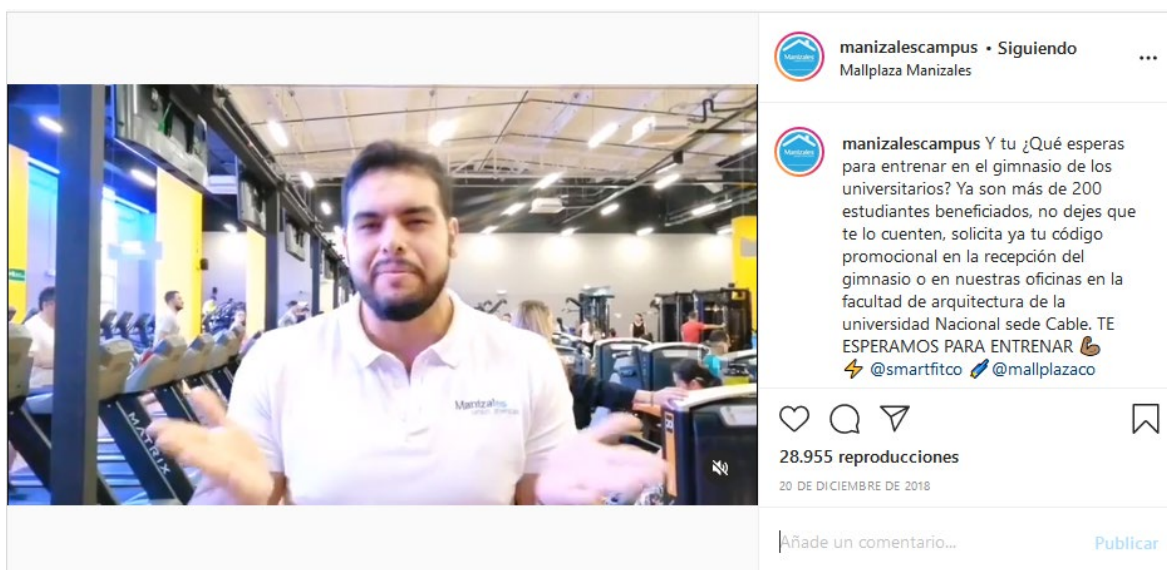 manizalescampus • Siguiendo
Mallplaza Manizales
manizalescampus Y tu ¿Qué esperas
para entrenar en el gimnasio de los
universitarios? Ya son más de 200
estudiantes beneficiados, no dejes que
te lo cuenten, solicita ya tu código
promocional en la recepción del
gimnasio o en nuestras oficinas en la
facultad de arquitectura de la
universidad Nacional sede Cable. TE
ESPERAMOS PARA ENTRENAR 💪🏽
⚡ @smartfitco 🍾 @mallplazaco
28.955 reproducciones
20 DE DICIEMBRE DE 2018
Añade un comentario...
Publicar
Manizales
MATRIX
Manizales
Manizales